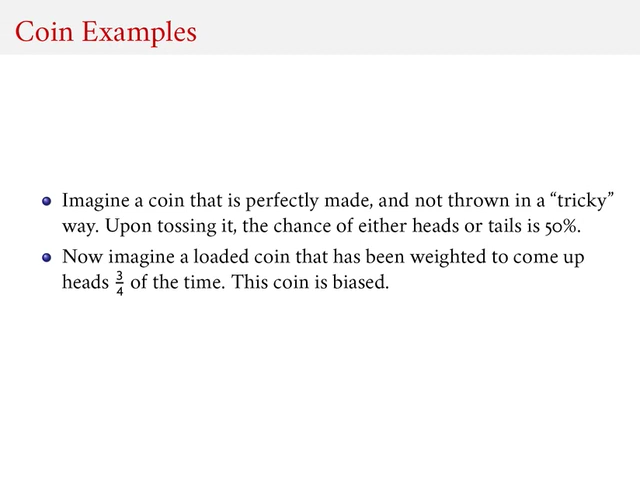 Coin Examples
Imagine a coin that is perfectly made, and not thrown in a “tricky”
way. Upon tossing it, the chance of either heads or tails is 50%.
Now imagine a loaded coin that has been weighted to come up
heads 3/4 of the time. This coin is biased.